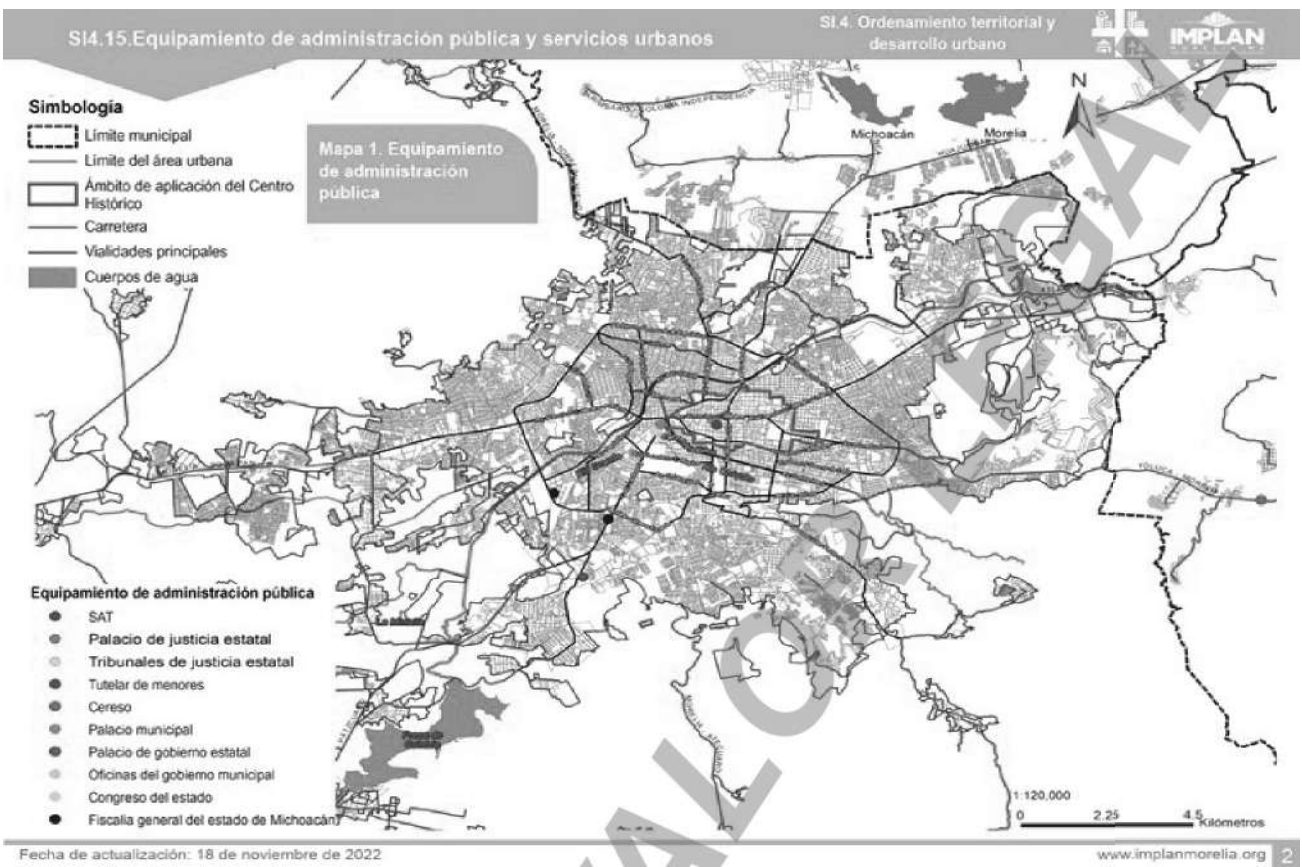 SI4.15.Equipamiento de administración pública y servicios urbanos
SI.4. Ordenamiento territorial y
desarrollo urbano
IMPLAN
Simbología
Límite municipal
Límite del área urbana
Ámbito de aplicación del Centro
Histórico
Carretera
Vialidades principales
Cuerpos de agua
Mapa 1. Equipamiento
de administración
pública
Michoacán
Morelia
N
Equipamiento de administración pública
SAT
Palacio de justicia estatal
Tribunales de justicia estatal
Tutelar de menores
Cereso
Palacio municipal
Palacio de gobierno estatal
Oficinas del gobierno municipal
Congreso del estado
Fiscalia general del estado de Michoacán
1:120,000
0 2.25 4.5
Kilómetros
Fecha de actualización: 18 de noviembre de 2022
www.implanmorelia.org 2